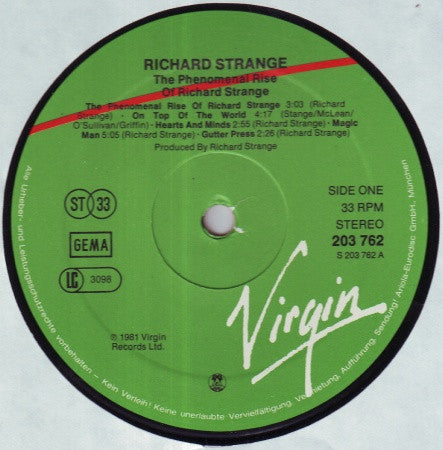 RICHARD STRANGE
The Phenomenal Rise
Of Richard Strange
The Phenomenal Rise Of Richard Strange 3:03 (Richard
Strange) · On Top Of The World 4:17 (Stange/McLean/
O'Sullivan/Griffin) · Hearts And Minds 2:55 (Richard Strange) · Magic
Man 5:05 (Richard Strange) · Gutter Press 2:26 (Richard Strange)
Produced By Richard Strange
ST 33
GEMA
LC 3098
SIDE ONE
33 RPM
STEREO
203 762
S 203 762 A
Virgin
℗ 1981 Virgin
Records Ltd.
Alle Urheber- und Leistungsschutzrechte vorbehalten – Kein Verleih! Keine unerlaubte Vervielfältigung, Vermietung, Aufführung, Sendung! Ariola-Eurodisc GmbH, München